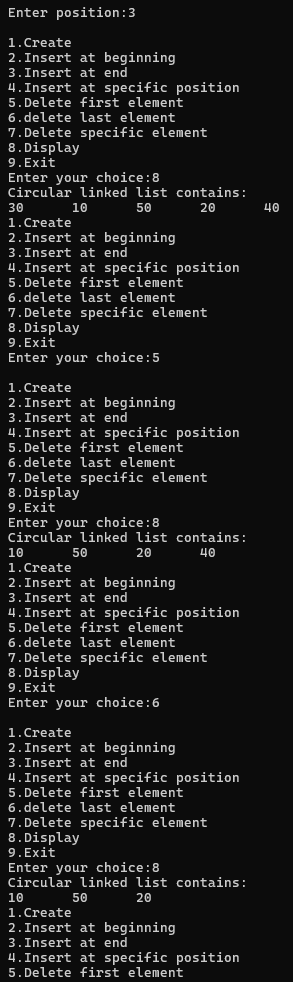 Enter position:3

1.Create
2.Insert at beginning
3.Insert at end
4.Insert at specific position
5.Delete first element
6.delete last element
7.Delete specific element
8.Display
9.Exit
Enter your choice:8
Circular linked list contains:
30      10      50      20      40
1.Create
2.Insert at beginning
3.Insert at end
4.Insert at specific position
5.Delete first element
6.delete last element
7.Delete specific element
8.Display
9.Exit
Enter your choice:5

1.Create
2.Insert at beginning
3.Insert at end
4.Insert at specific position
5.Delete first element
6.delete last element
7.Delete specific element
8.Display
9.Exit
Enter your choice:8
Circular linked list contains:
10      50      20      40
1.Create
2.Insert at beginning
3.Insert at end
4.Insert at specific position
5.Delete first element
6.delete last element
7.Delete specific element
8.Display
9.Exit
Enter your choice:6

1.Create
2.Insert at beginning
3.Insert at end
4.Insert at specific position
5.Delete first element
6.delete last element
7.Delete specific element
8.Display
9.Exit
Enter your choice:8
Circular linked list contains:
10      50      20
1.Create
2.Insert at beginning
3.Insert at end
4.Insert at specific position
5.Delete first element